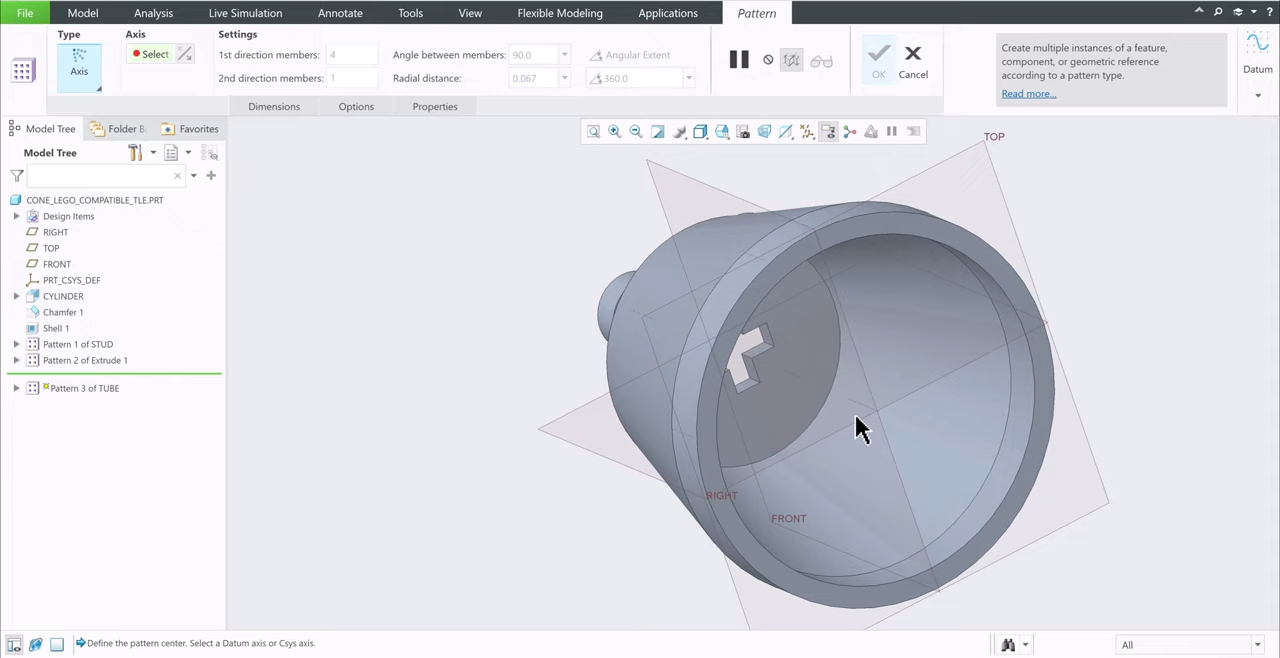 File Model Analysis Live Simulation Annotate Tools View Flexible Modeling Applications Pattern
Type Axis Settings
Axis
Select
1st direction members: 4 Angle between members: 90.0 Angular Extent
2nd direction members: 1 Radial distance: 0.067 360.0
OK Cancel
Create multiple instances of a feature,
component, or geometric reference
according to a pattern type.
Read more...
Datum
Dimensions Options Properties
Model Tree Folder B Favorites
Model Tree
CONE_LEGO_COMPATIBLE_TLE.PRT
Design Items
RIGHT
TOP
FRONT
PRT_CSYS_DEF
CYLINDER
Chamfer 1
Shell 1
Pattern 1 of STUD
Pattern 2 of Extrude 1
Pattern 3 of TUBE
TOP
RIGHT
FRONT
Define the pattern center. Select a Datum axis or Csys axis.
All